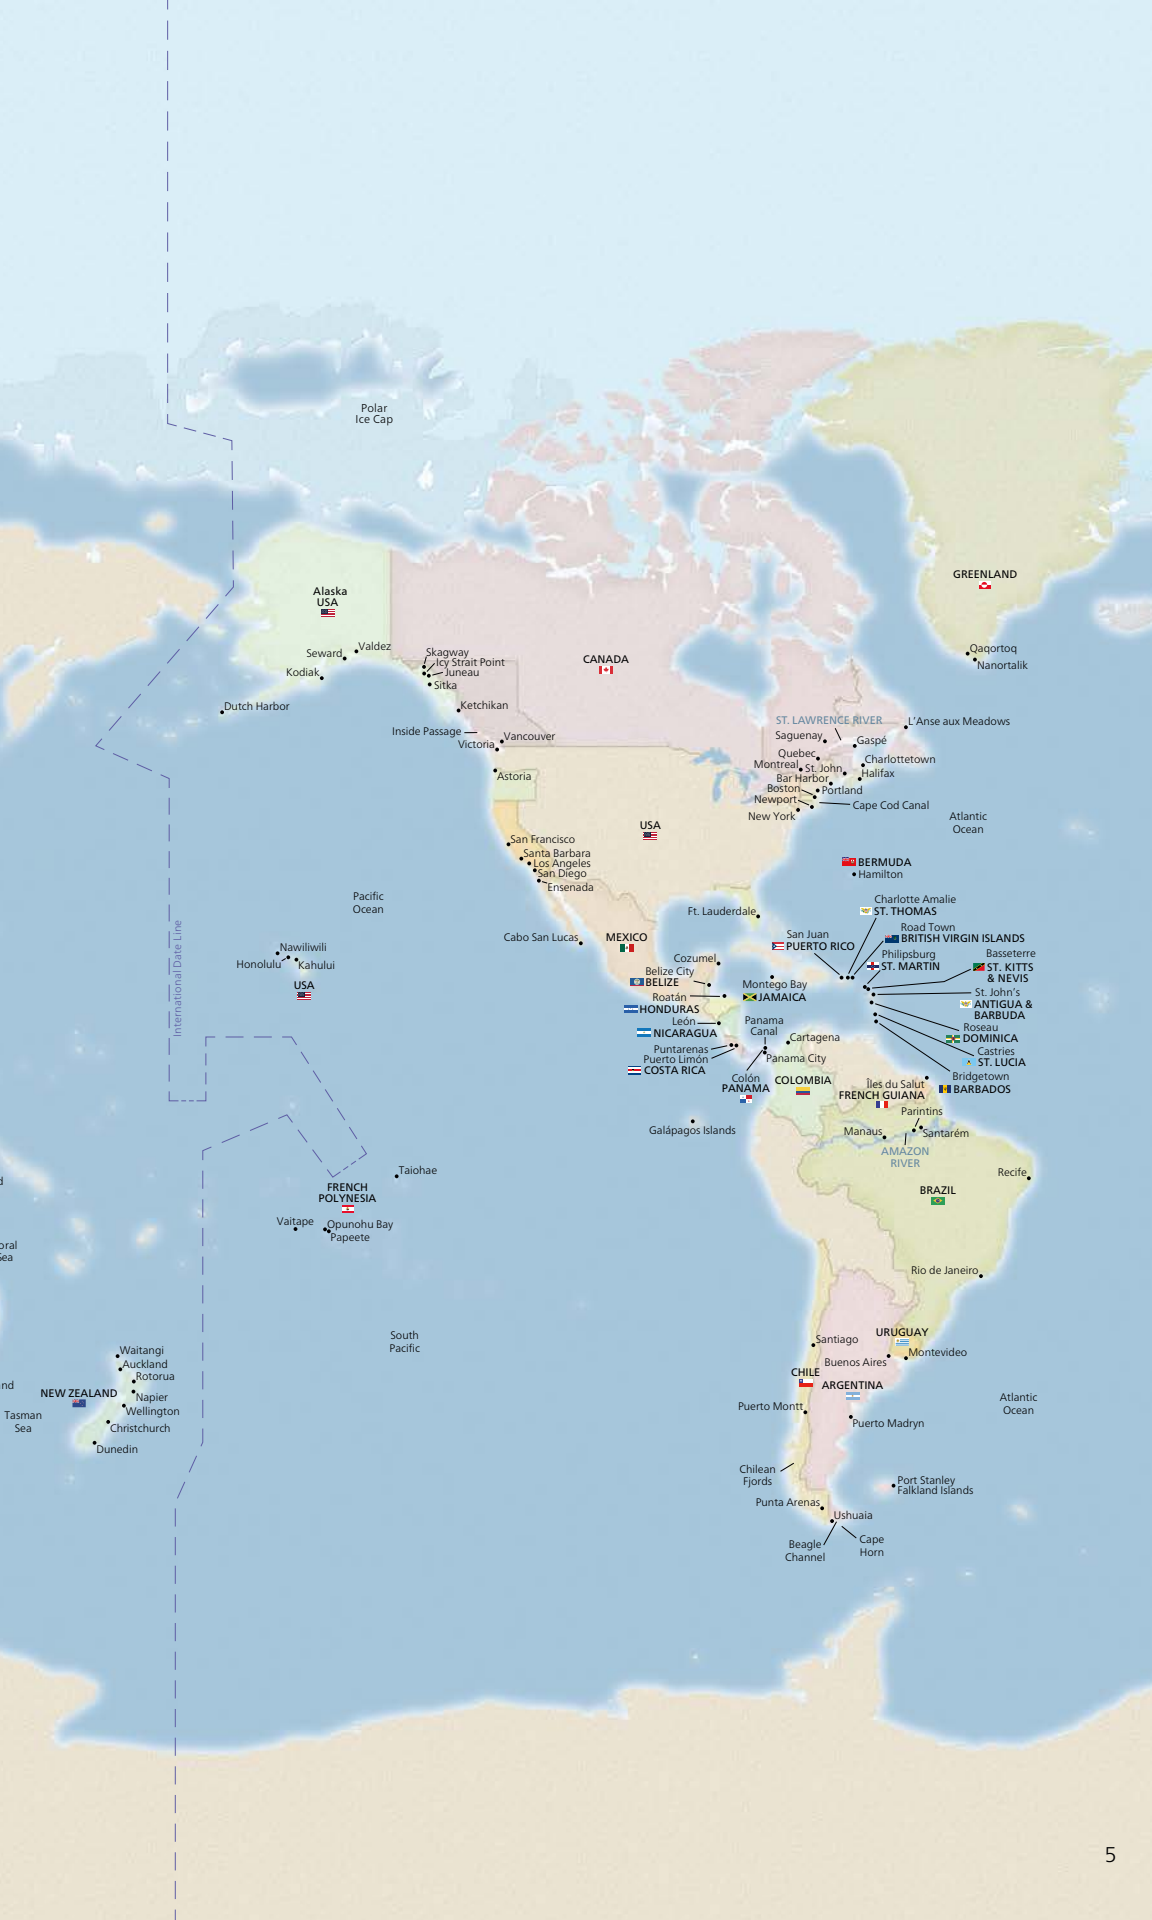 Polar
Ice Cap
Alaska
USA
GREENLAND
Valdez
Seward
Kodiak
Dutch Harbor
Skagway
Icy Strait Point
Juneau
Sitka
Ketchikan
CANADA
Qaqortoq
Nanortalik
Inside Passage
Vancouver
Victoria
Astoria
ST. LAWRENCE RIVER
L'Anse aux Meadows
Saguenay
Gaspé
Quebec
Charlottetown
Montreal
St. John
Halifax
Bar Harbor
Boston
Portland
Newport
Cape Cod Canal
New York
Atlantic
Ocean
USA
San Francisco
Santa Barbara
Los Angeles
San Diego
Ensenada
BERMUDA
Hamilton
Pacific
Ocean
International Date Line
Ft. Lauderdale
Charlotte Amalie
ST. THOMAS
Road Town
BRITISH VIRGIN ISLANDS
San Juan
PUERTO RICO
Philipsburg
ST. MARTIN
Basseterre
ST. KITTS
& NEVIS
St. John's
ANTIGUA &
BARBUDA
Roseau
DOMINICA
Castries
ST. LUCIA
Bridgetown
BARBADOS
Cabo San Lucas
MEXICO
Nawiliwili
Honolulu
Kahului
USA
Cozumel
Belize City
BELIZE
Roatán
HONDURAS
León
NICARAGUA
Puntarenas
Puerto Limón
COSTA RICA
Montego Bay
JAMAICA
Panama
Canal
Cartagena
Panama City
Colón
PANAMA
COLOMBIA
Îles du Salut
FRENCH GUIANA
Parintins
Manaus
Santarém
AMAZON
RIVER
Galápagos Islands
Recife
BRAZIL
Taiohae
FRENCH
POLYNESIA
Vaitape
Opunohu Bay
Papeete
d
oral
Sea
Rio de Janeiro
South
Pacific
Santiago
URUGUAY
Buenos Aires
Montevideo
CHILE
ARGENTINA
Waitangi
Auckland
Rotorua
nd
NEW ZEALAND
Napier
Wellington
Tasman
Sea
Christchurch
Dunedin
Puerto Montt
Puerto Madryn
Atlantic
Ocean
Chilean
Fjords
Port Stanley
Falkland Islands
Punta Arenas
Ushuaia
Beagle
Channel
Cape
Horn
5